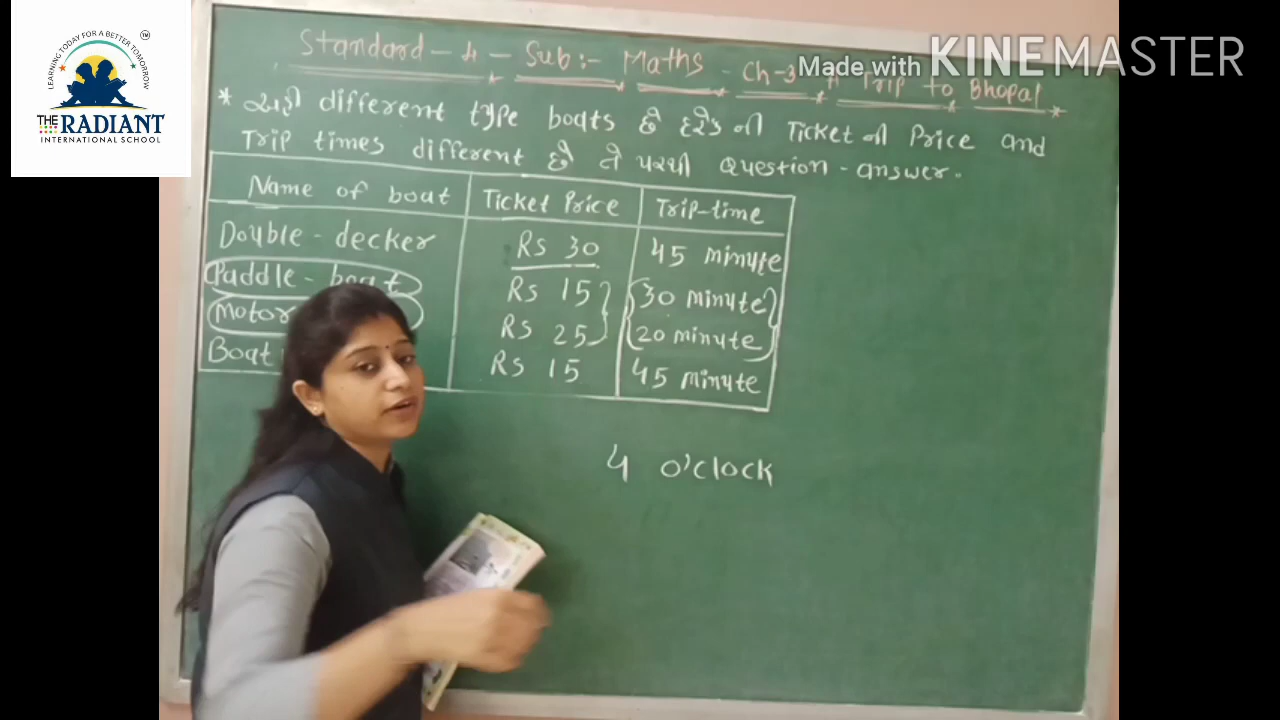 LEARNING TODAY FOR A BETTER TOMORROW
TM
THE RADIANT
INTERNATIONAL SCHOOL
Made with KINEMASTER
Standard - 4 - Sub :- Maths - Ch-3 A Trip to Bhopal
* અહી different type boats છે દરેક ની Ticket ની Price and
Trip times different છે તે પરથી Question - answer.
Name of boat Ticket Price Trip-time
Double - decker Rs 30 45 minute
Paddle - boat Rs 15 30 minute
Motor Rs 25 20 minute
Boat Rs 15 45 minute
4 o'clock